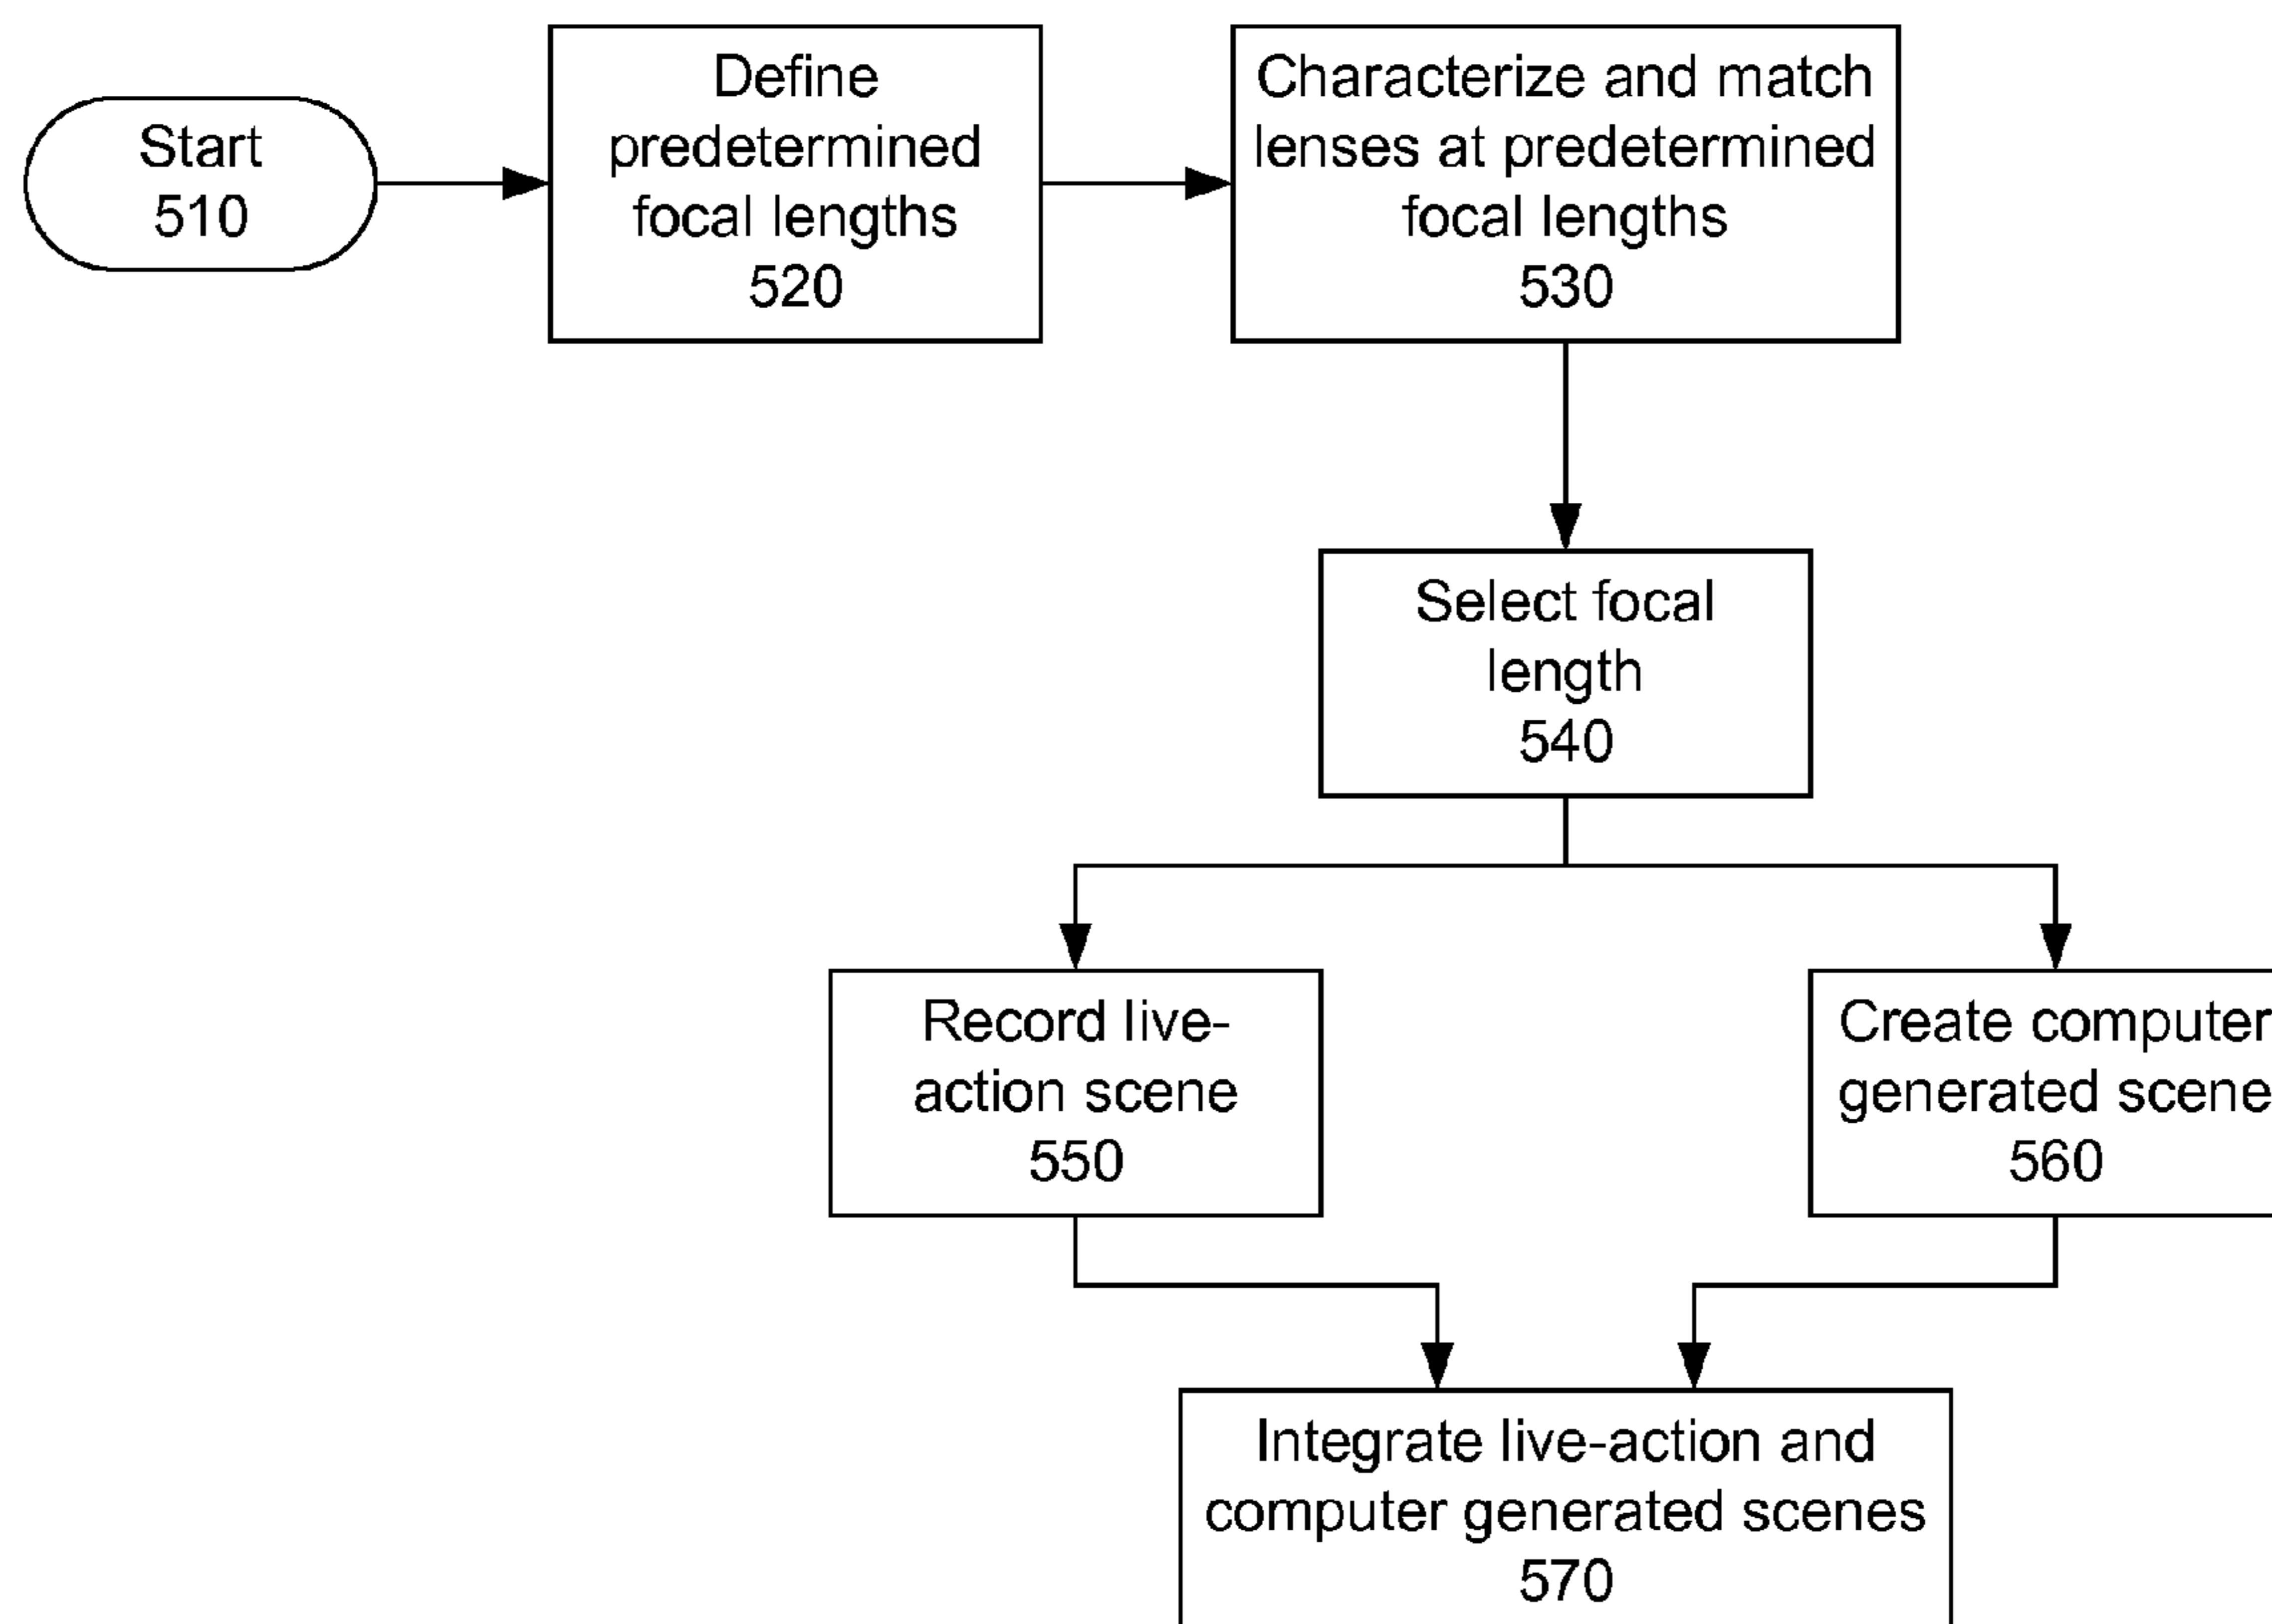 Start
510
Define
predetermined
focal lengths
520
Characterize and match
lenses at predetermined
focal lengths
530
Select focal
length
540
Record live-
action scene
550
Create computer
generated scene
560
Integrate live-action and
computer generated scenes
570